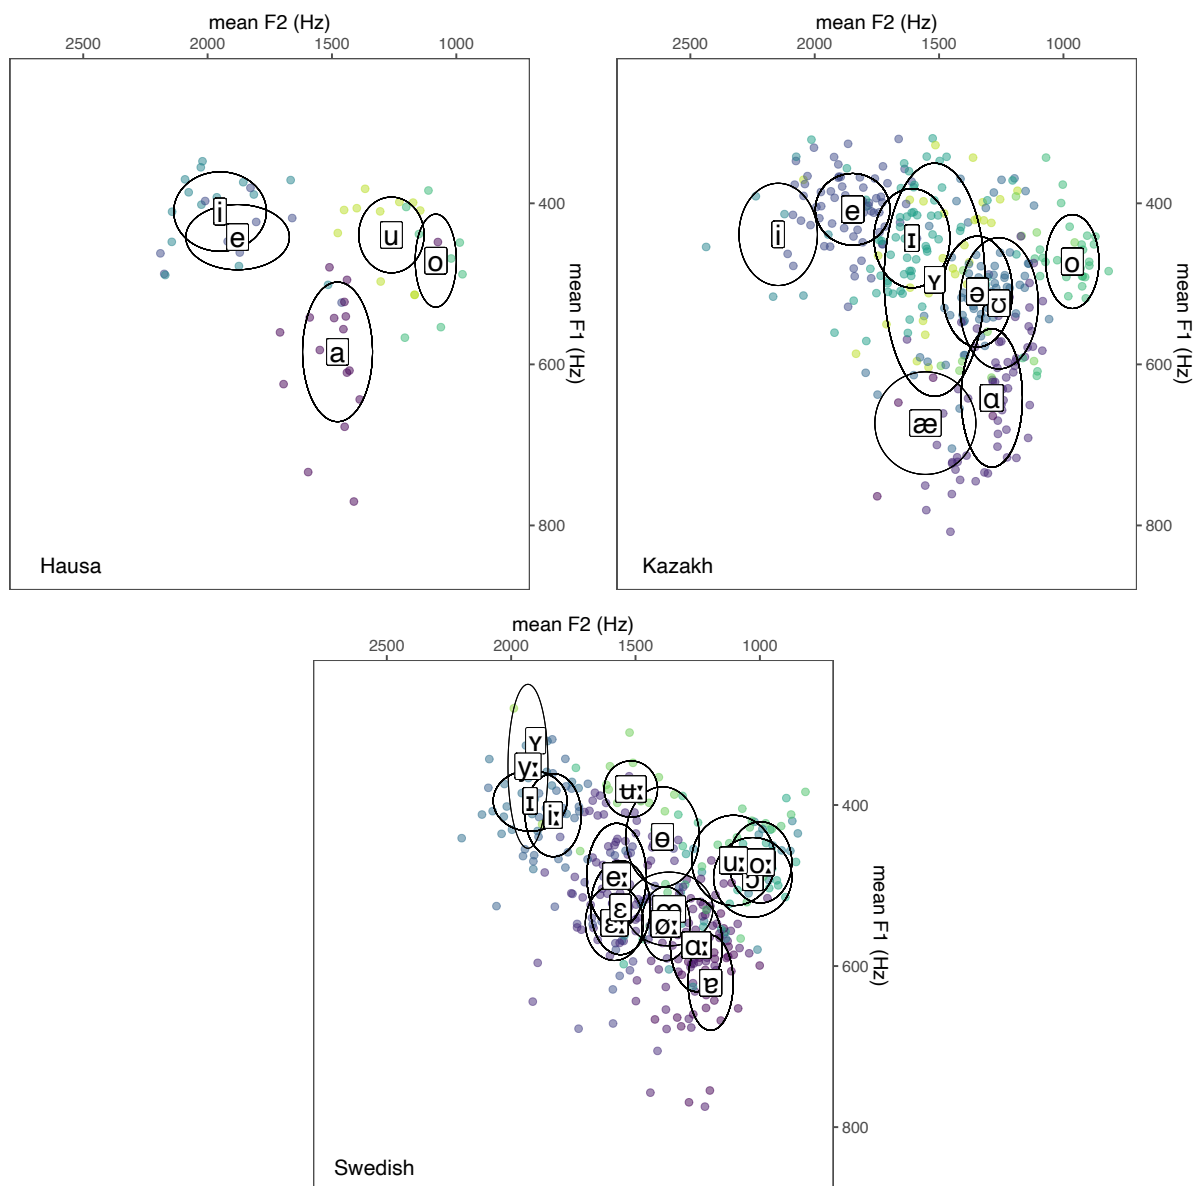 mean F2 (Hz)
2500 2000 1500 1000
400
600
800
mean F1 (Hz)
i
e
u
o
a
Hausa
mean F2 (Hz)
2500 2000 1500 1000
400
600
800
mean F1 (Hz)
i
e
ɪ
ʏ
ə
ʊ
o
ɑ
æ
Kazakh
mean F2 (Hz)
2500 2000 1500 1000
400
600
800
mean F1 (Hz)
ʏ
yː
ɪ
iː
ʉː
ɵ
uː
oː
ɔ
eː
ɛ
ɛː
øː
ɑː
ɐ
Swedish